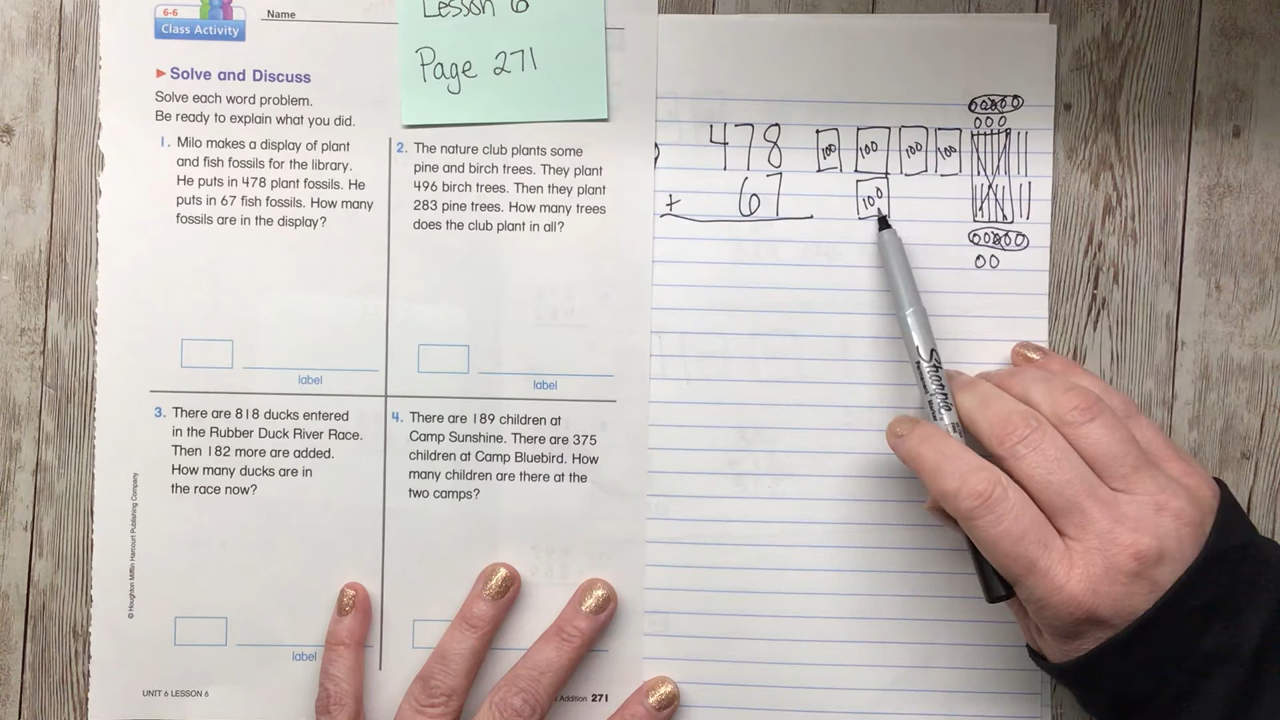 6-6
Class Activity
Name
Lesson 6
Page 271
Solve and Discuss
Solve each word problem.
Be ready to explain what you did.
1. Milo makes a display of plant
and fish fossils for the library.
He puts in 478 plant fossils. He
puts in 67 fish fossils. How many
fossils are in the display?
label
2. The nature club plants some
pine and birch trees. They plant
496 birch trees. Then they plant
283 pine trees. How many trees
does the club plant in all?
label
3. There are 818 ducks entered
in the Rubber Duck River Race.
Then 182 more are added.
How many ducks are in
the race now?
label
4. There are 189 children at
Camp Sunshine. There are 375
children at Camp Bluebird. How
many children are there at the
two camps?
© Houghton Mifflin Harcourt Publishing Company
UNIT 6 LESSON 6
Addition 271
478
+ 67
100 100 100 100
100
Sharpie